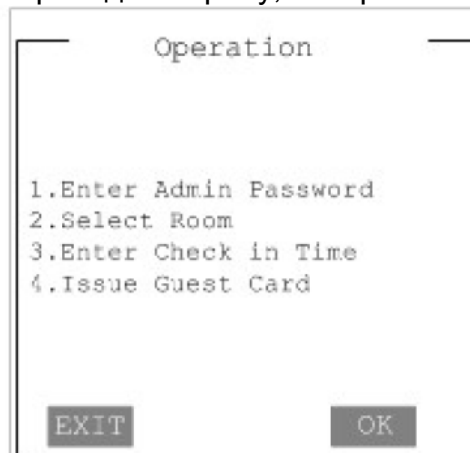 Operation
1.Enter Admin Password
2.Select Room
3.Enter Check in Time
4.Issue Guest Card
EXIT OK